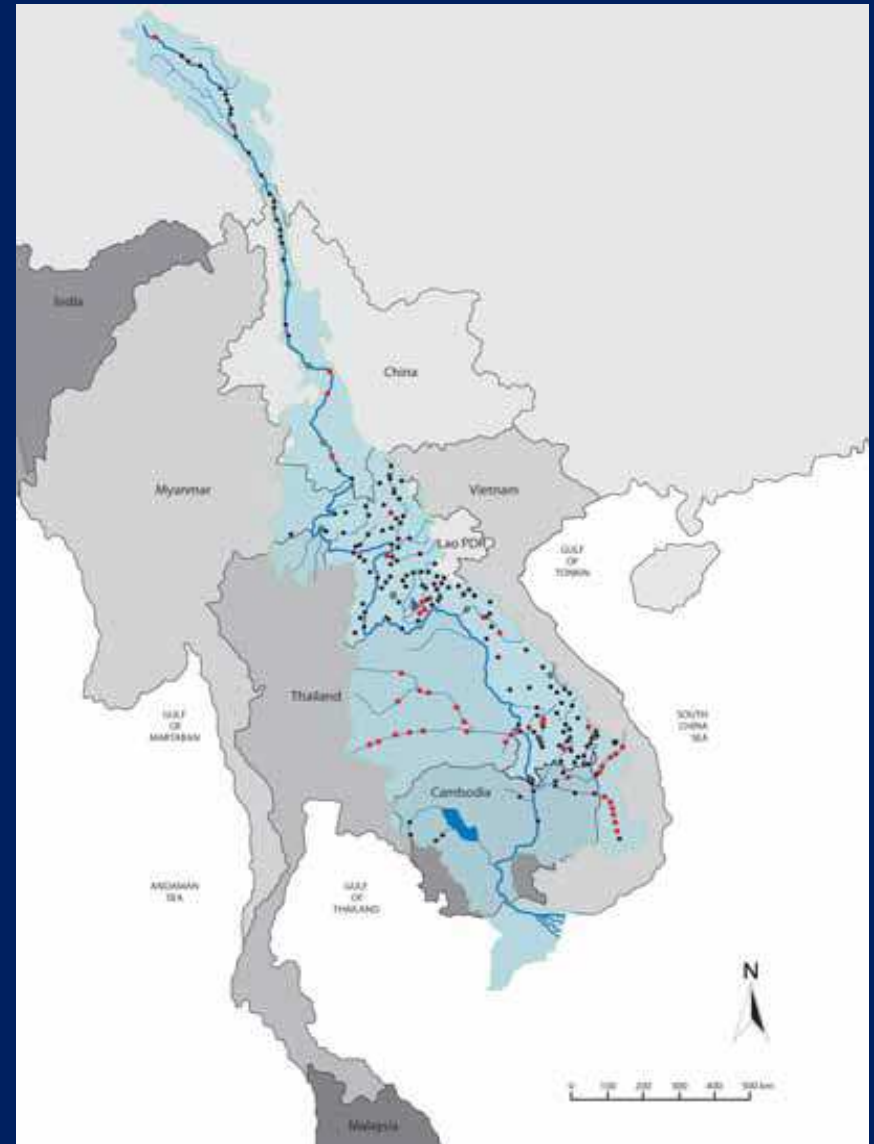 India
China
Myanmar
Vietnam
Lao PDR
GULF
OF
TONKIN
Thailand
GULF
OF
MARTABAN
SOUTH
CHINA
SEA
Cambodia
ANDAMAN
SEA
GULF
OF
THAILAND
N
0 100 200 300 400 500 km
Malaysia